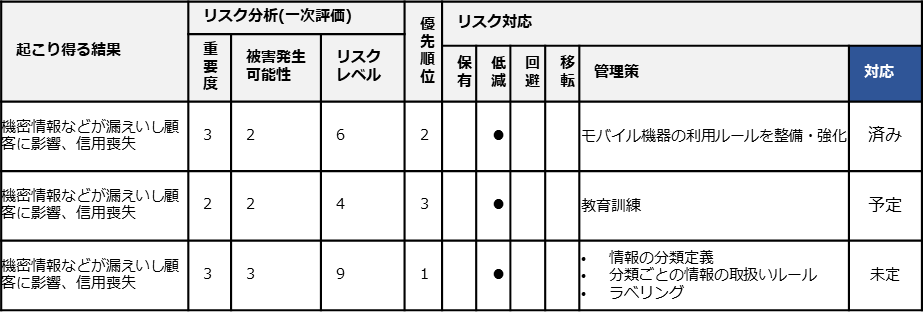 起こり得る結果 リスク分析(一次評価) 優先順位 リスク対応
重要度 被害発生可能性 リスクレベル 保有 低減 回避 移転 管理策 対応
機密情報などが漏えいし顧
客に影響、信用喪失 3 2 6 2 ● モバイル機器の利用ルールを整備・強化 済み
機密情報などが漏えいし顧
客に影響、信用喪失 2 2 4 3 ● 教育訓練 予定
機密情報などが漏えいし顧
客に影響、信用喪失 3 3 9 1 ● • 情報の分類定義
• 分類ごとの情報の取扱いルール
• ラベリング
未定